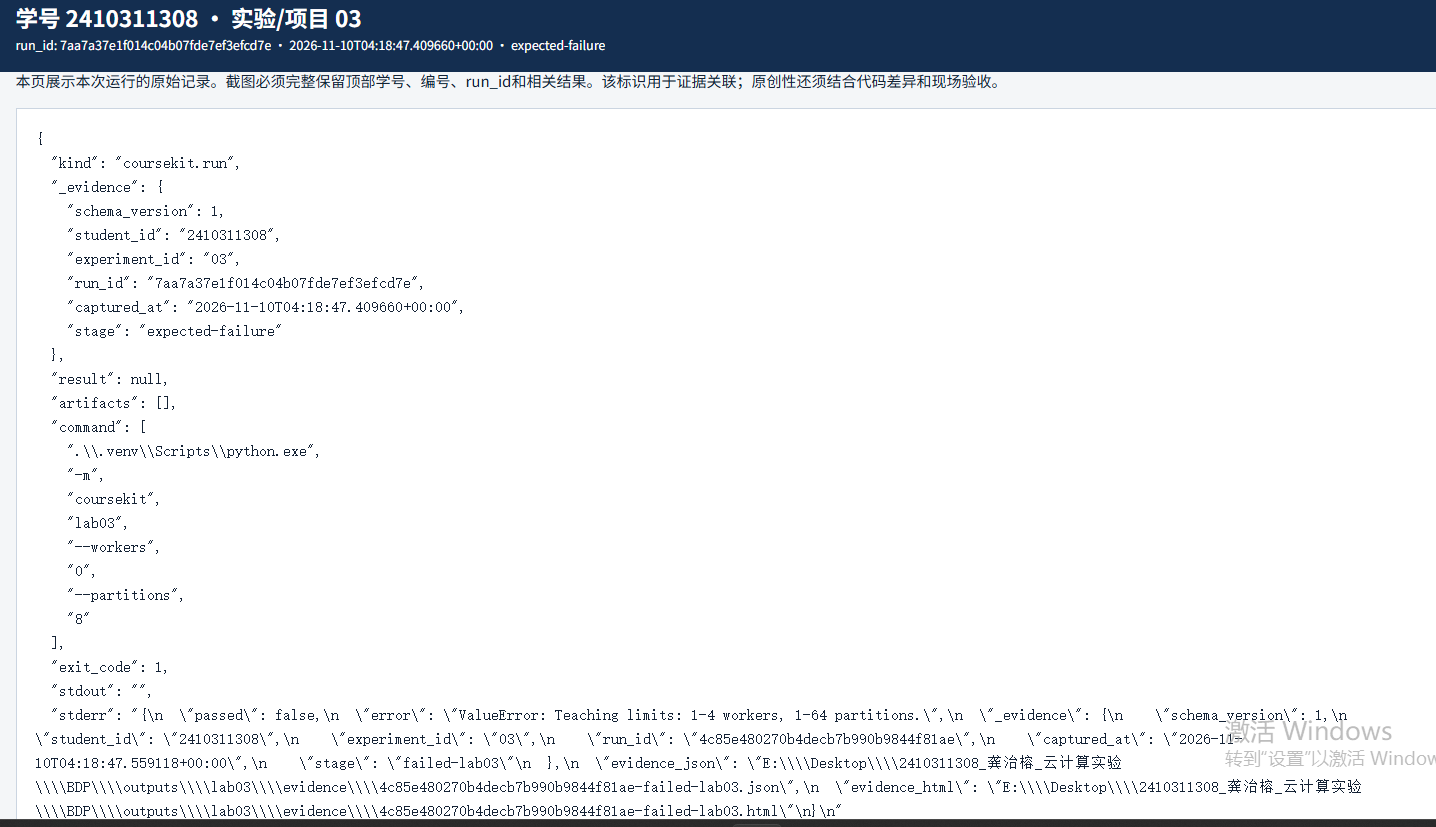 学号 2410311308 · 实验/项目 03
run_id: 7aa7a37e1f014c04b07fde7ef3efcd7e · 2026-11-10T04:18:47.409660+00:00 · expected-failure
本页展示本次运行的原始记录。截图必须完整保留顶部学号、编号、run_id和相关结果。该标识用于证据关联；原创性还须结合代码差异和现场验收。
{
  "kind": "coursekit.run",
  "_evidence": {
    "schema_version": 1,
    "student_id": "2410311308",
    "experiment_id": "03",
    "run_id": "7aa7a37e1f014c04b07fde7ef3efcd7e",
    "captured_at": "2026-11-10T04:18:47.409660+00:00",
    "stage": "expected-failure"
  },
  "result": null,
  "artifacts": [],
  "command": [
    ".\\.venv\\Scripts\\python.exe",
    "-m",
    "coursekit",
    "lab03",
    "--workers",
    "0",
    "--partitions",
    "8"
  ],
  "exit_code": 1,
  "stdout": "",
  "stderr": "{\n  \"passed\": false,\n  \"error\": \"ValueError: Teaching limits: 1-4 workers, 1-64 partitions.\",\n  \"_evidence\": {\n    \"schema_version\": 1,\n
\"student_id\": \"2410311308\",\n    \"experiment_id\": \"03\",\n    \"run_id\": \"4c85e480270b4decb7b990b9844f81ae\",\n    \"captured_at\": \"2026-11-
10T04:18:47.559118+00:00\",\n    \"stage\": \"failed-lab03\"\n  },\n  \"evidence_json\": \"E:\\\\Desktop\\\\2410311308_龚治榕_云计算实验
\\\\BDP\\\\outputs\\\\lab03\\\\evidence\\\\4c85e480270b4decb7b990b9844f81ae-failed-lab03.json\",\n  \"evidence_html\": \"E:\\\\Desktop\\\\2410311308_龚治榕_云计算实验
\\\\BDP\\\\outputs\\\\lab03\\\\evidence\\\\4c85e480270b4decb7b990b9844f81ae-failed-lab03.html\"\n}\n"
激活 Windows
转到"设置"以激活 Window